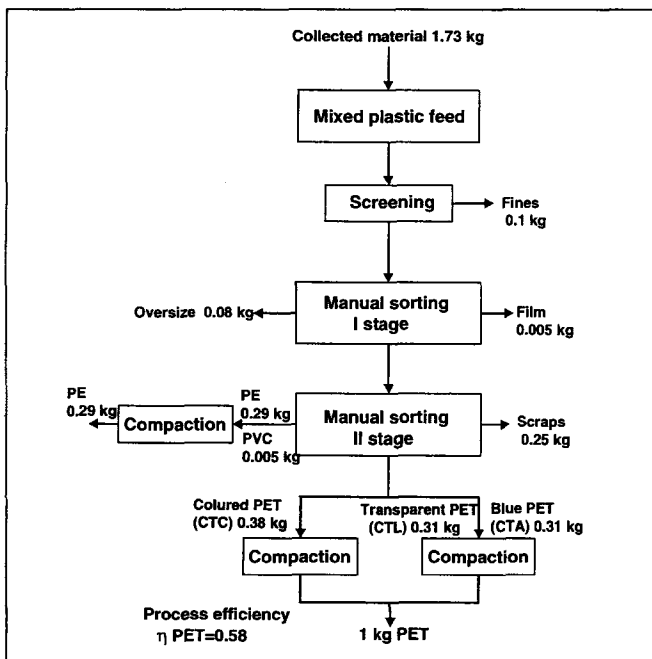 Collected material 1.73 kg
Mixed plastic feed
Screening
Fines
0.1 kg
Manual sorting
I stage
Oversize 0.08 kg
Film
0.005 kg
PE
0.29 kg
Compaction
PE
0.29 kg
PVC
0.005 kg
Manual sorting
II stage
Scraps
0.25 kg
Colured PET
(CTC) 0.38 kg
Transparent PET
(CTL) 0.31 kg
Blue PET
(CTA) 0.31 kg
Compaction
Compaction
Process efficiency
η PET=0.58
1 kg PET